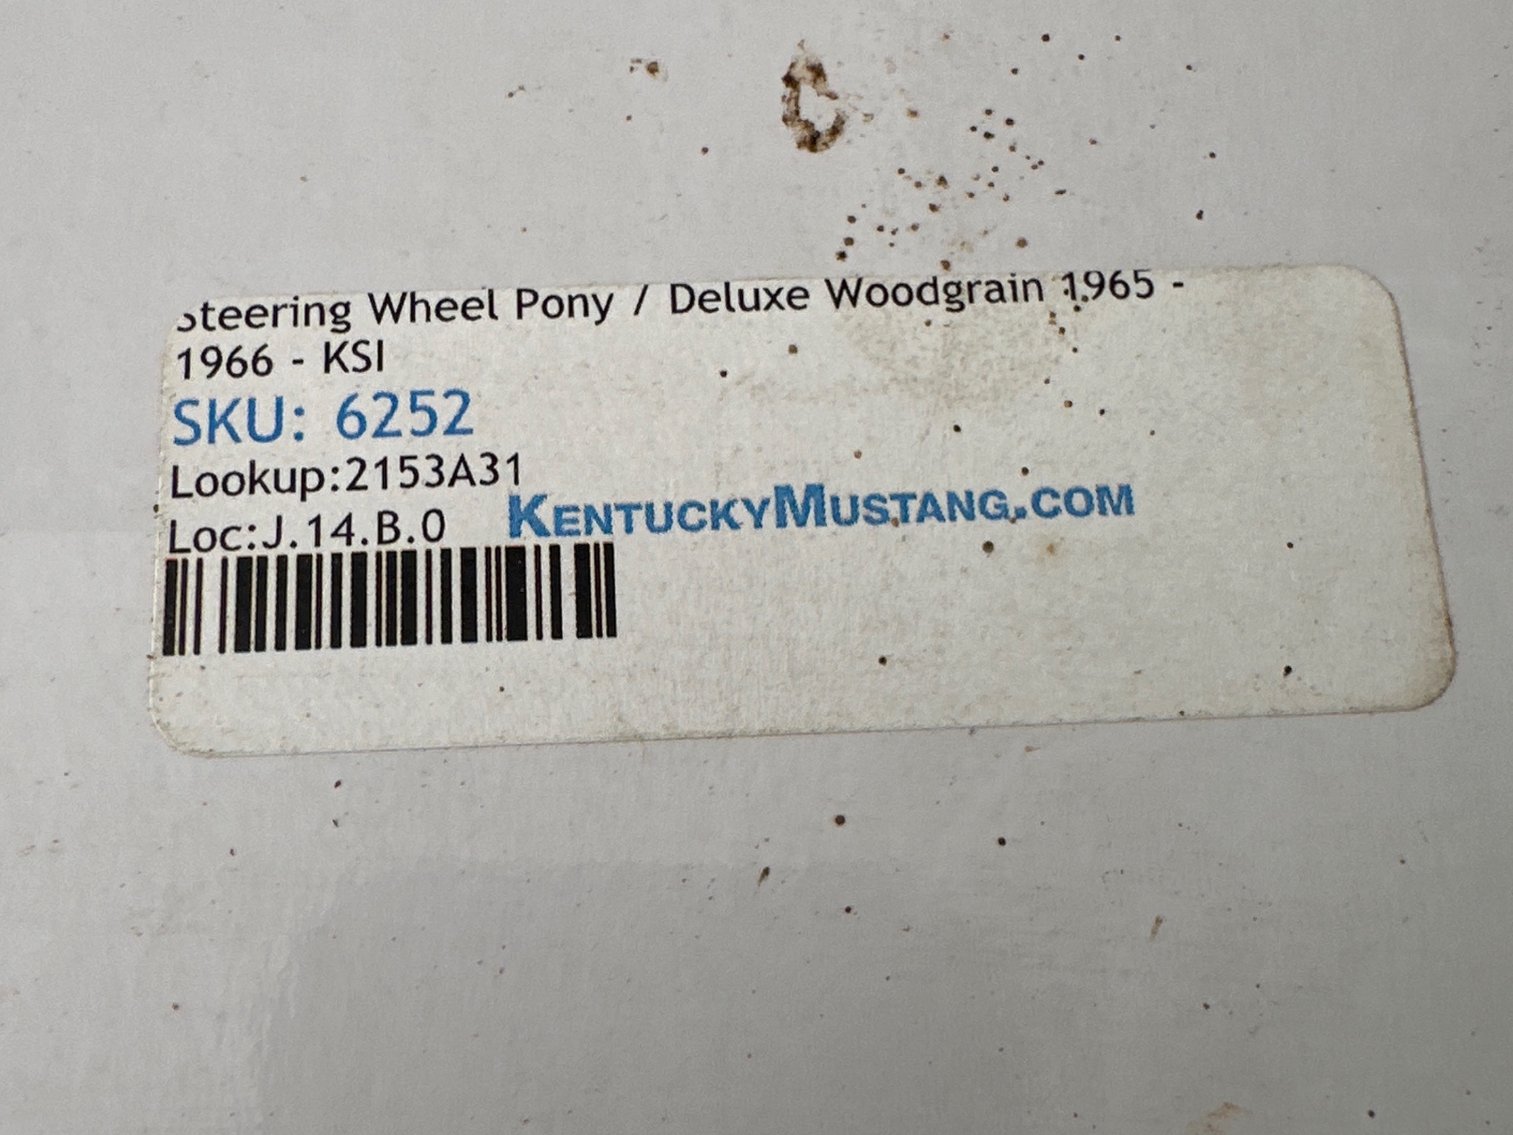 Steering Wheel Pony / Deluxe Woodgrain 1965 -
1966 - KSI
SKU: 6252
Lookup:2153A31
Loc:J.14.B.0
KENTUCKYMUSTANG.COM